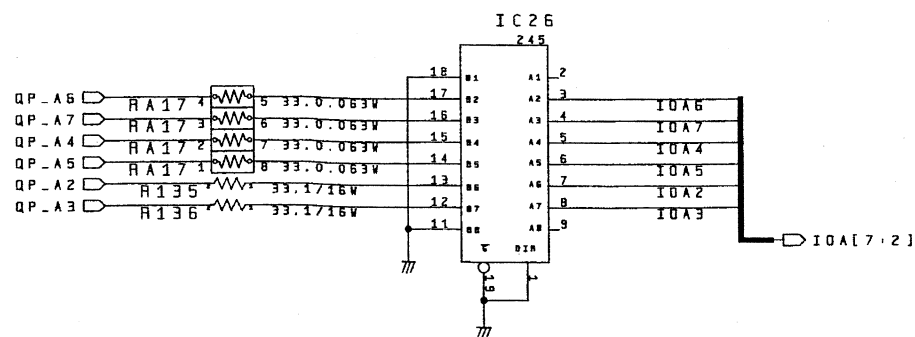 IC26
245
18 B1 A1 2
QP_A6 RA17 4 5 33.0.063W 17 B2 A2 3 IOA6
QP_A7 RA17 3 6 33.0.063W 16 B3 A3 4 IOA7
QP_A4 RA17 2 7 33.0.063W 15 B4 A4 5 IOA4
QP_A5 RA17 1 8 33.0.063W 14 B5 A5 6 IOA5
QP_A2 R135 33.1/16W 13 B6 A6 7 IOA2
QP_A3 R136 33.1/16W 12 B7 A7 8 IOA3
11 B8 A8 9
G DIR
IOA[7:2]
19 1